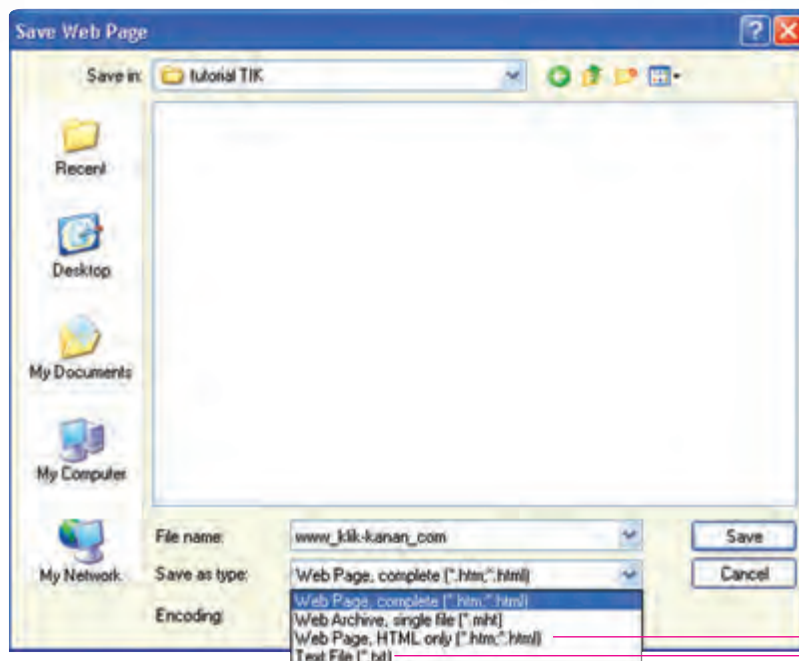 Save Web Page
Save in: tutorial TIK
Recent
Desktop
My Documents
My Computer
My Network
File name: www_klik-kanan_com Save
Save as type: Web Page, complete (*.htm;*.html) Cancel
Encoding
Web Page, complete (*.htm;*.html)
Web Archive, single file (*.mht)
Web Page, HTML only (*.htm;*.html)
Text File (*.txt)